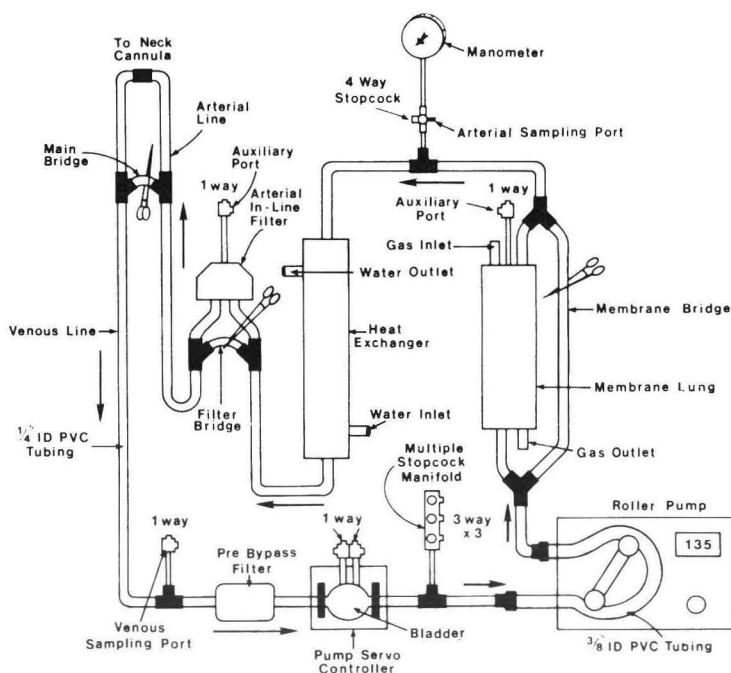 To Neck
Cannula
Manometer
4 Way
Stopcock
Arterial
Line
Arterial Sampling Port
Main
Bridge
Auxiliary
Port
1 way
1 way
Auxiliary
Port
Arterial
In-Line
Filter
Gas Inlet
Water Outlet
Membrane Bridge
Venous Line
Heat
Exchanger
Membrane Lung
Filter
Bridge
Water Inlet
1/4 ID PVC
Tubing
Gas Outlet
Multiple
Stopcock
Manifold
Roller Pump
1 way
1 way
3 way
x 3
135
Pre Bypass
Filter
Venous
Sampling Port
Bladder
Pump Servo
Controller
3/8 ID PVC Tubing